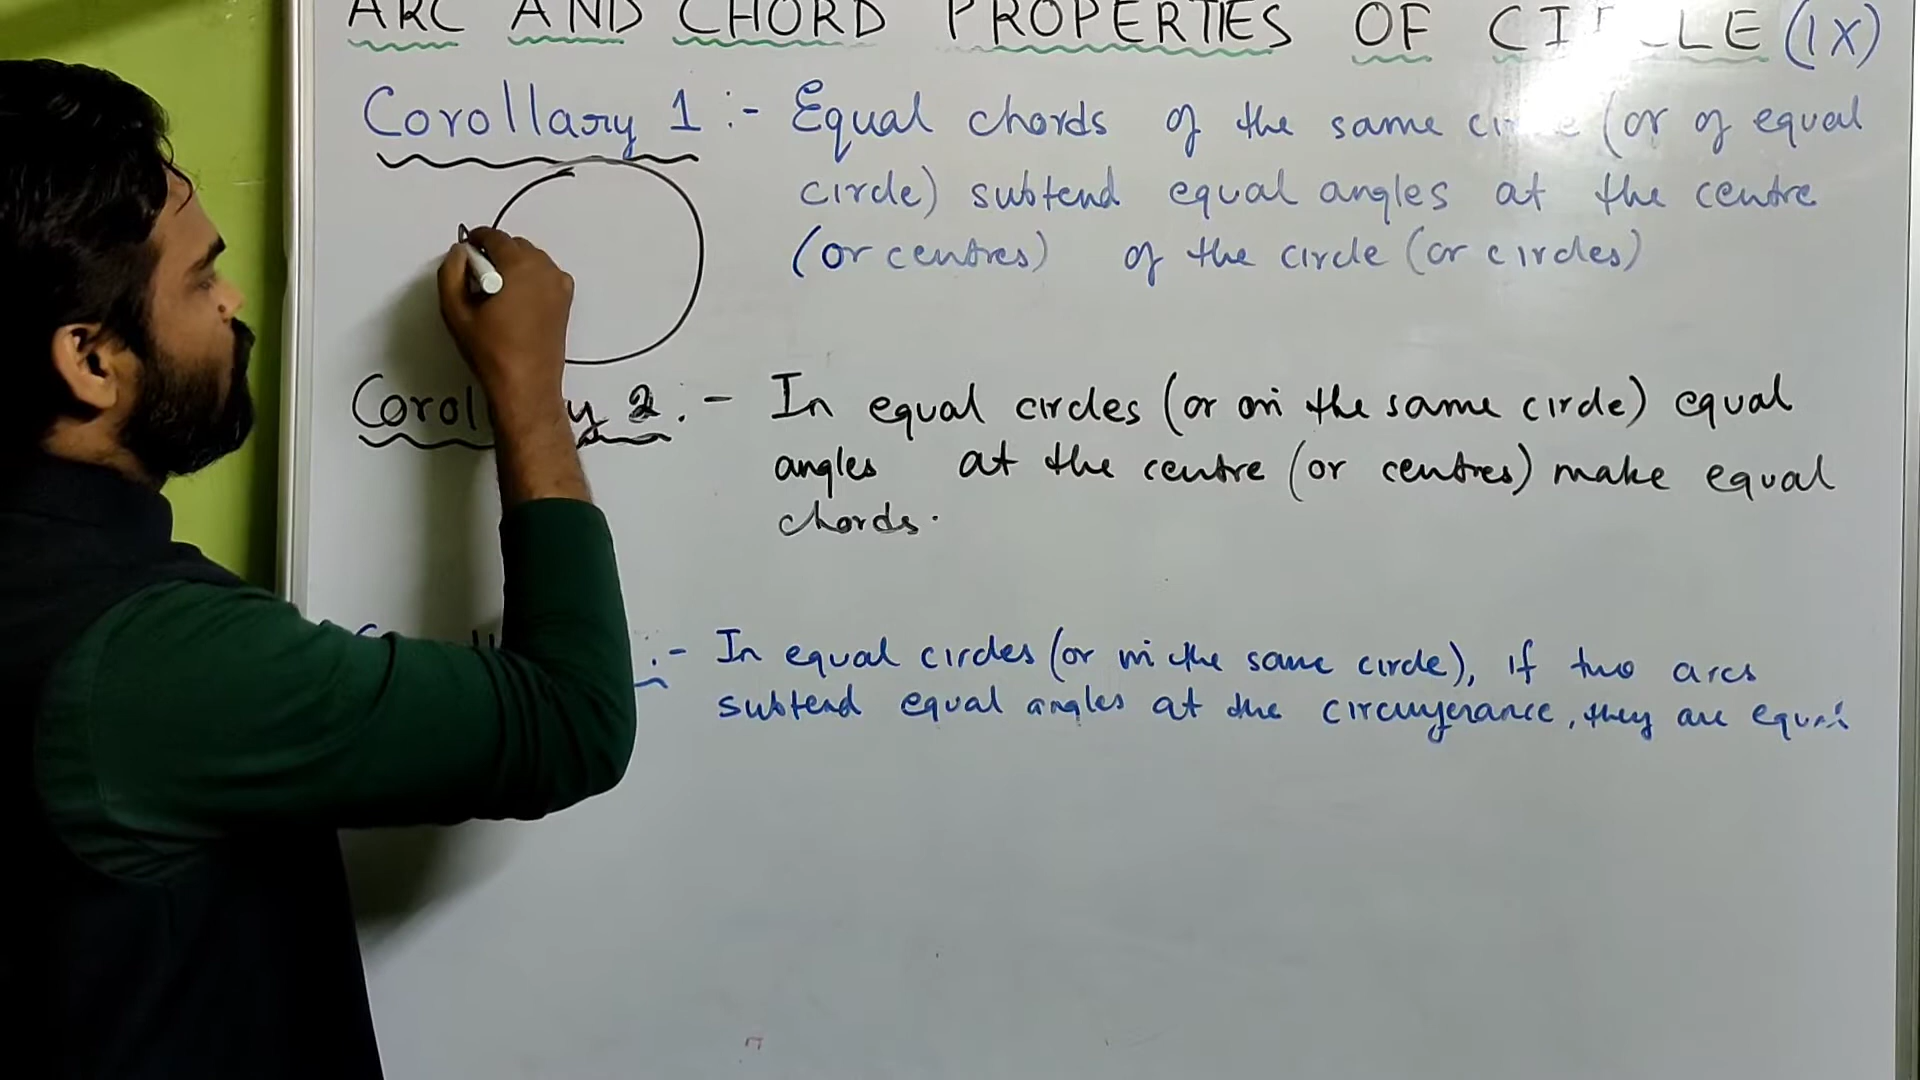 ARC AND CHORD PROPERTIES OF CI LE (IX)
Corollary 1 :- Equal chords of the same ci e (or of equal
circle) subtend equal angles at the centre
(or centres) of the circle (or circles)
Corol y 2 :- In equal circles (or in the same circle) equal
angles at the centre (or centres) make equal
chords.
:- In equal circles (or in the same circle), if two arcs
subtend equal angles at the circumferance, they are equal